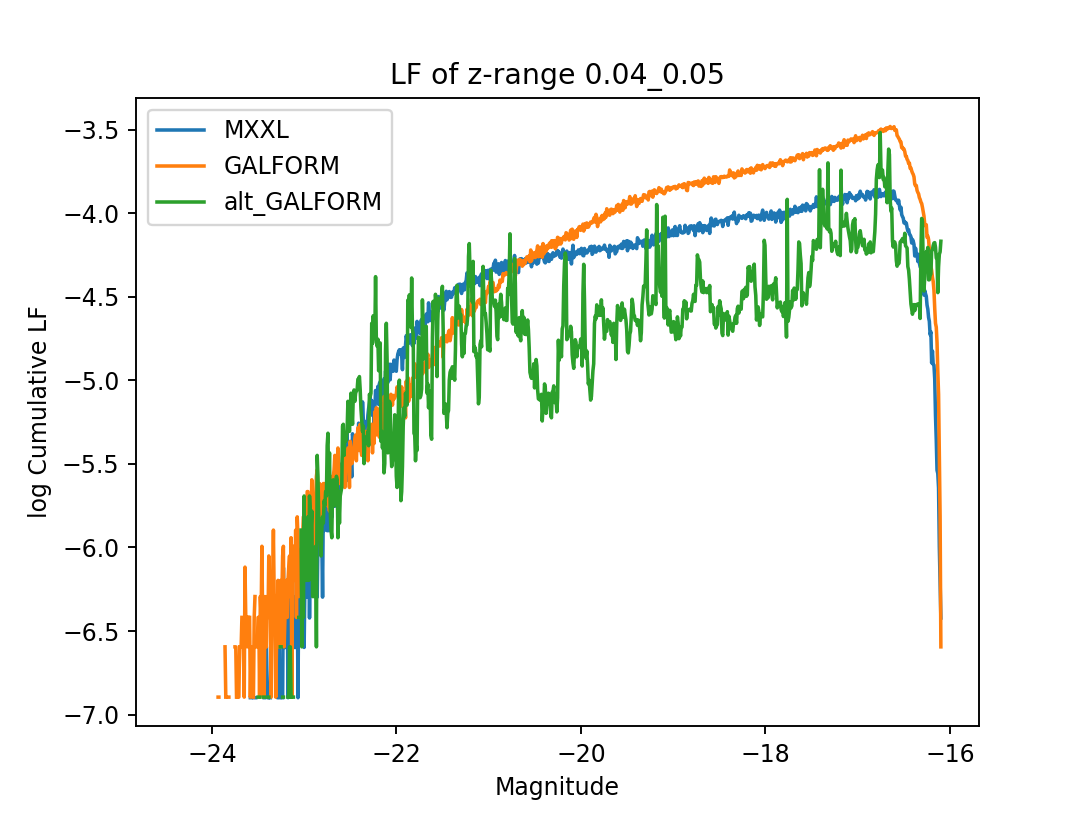 LF of z-range 0.04_0.05
MXXL
GALFORM
alt_GALFORM
log Cumulative LF
−3.5
−4.0
−4.5
−5.0
−5.5
−6.0
−6.5
−7.0
−24 −22 −20 −18 −16
Magnitude